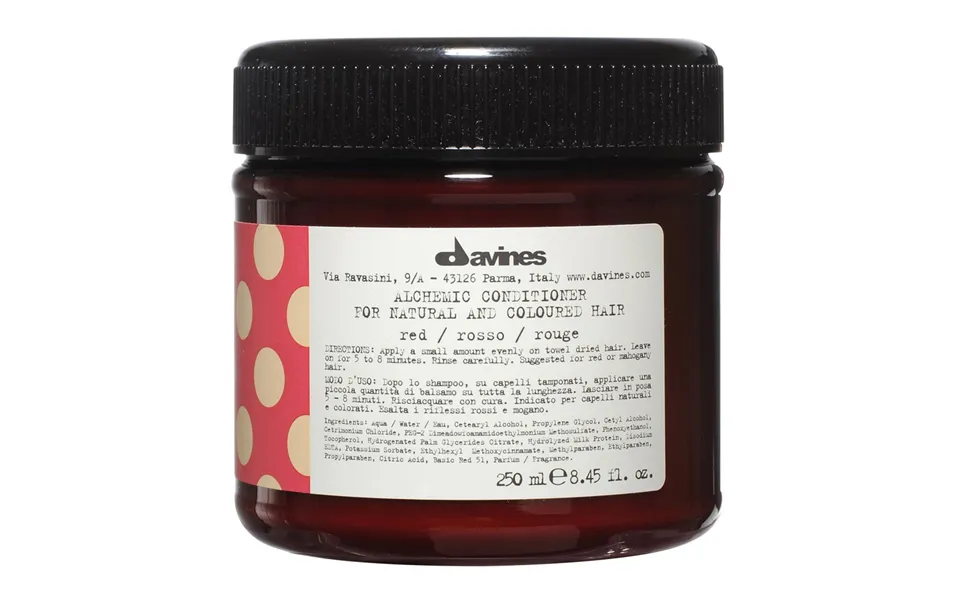 davines
Via Ravasini, 9/A - 43126 Parma, Italy www.davines.com
ALCHEMIC CONDITIONER
FOR NATURAL AND COLOURED HAIR
red / rosso / rouge
DIRECTIONS: Apply a small amount evenly on towel dried hair. Leave
on for 5 to 8 minutes. Rinse carefully. Suggested for red or mahogany
hair.
MODO D'USO: Dopo lo shampoo, su capelli tamponati, applicare una
piccola quantità di balsamo su tutta la lunghezza. Lasciare in posa
5 - 8 minuti. Risciacquare con cura. Indicato per capelli naturali
e colorati. Esalta i riflessi rossi e mogano.
Ingredients: Aqua / Water / Eau, Cetearyl Alcohol, Propylene Glycol, Cetyl Alcohol,
Cetrimonium Chloride, PEG-2 Methosulfate, Phenoxyethanol,
Tocopherol, Hydrogenated Palm Glycerides Citrate, Hydrolyzed Milk Protein, Disodium
EDTA, Potassium Sorbate, Ethylhexyl Methoxycinnamate, Methylparaben, Ethylparaben,
Propylparaben, Citric Acid, Basic Red 51, Parfum / Fragrance.
250 ml ℮ 8.45 fl. oz.